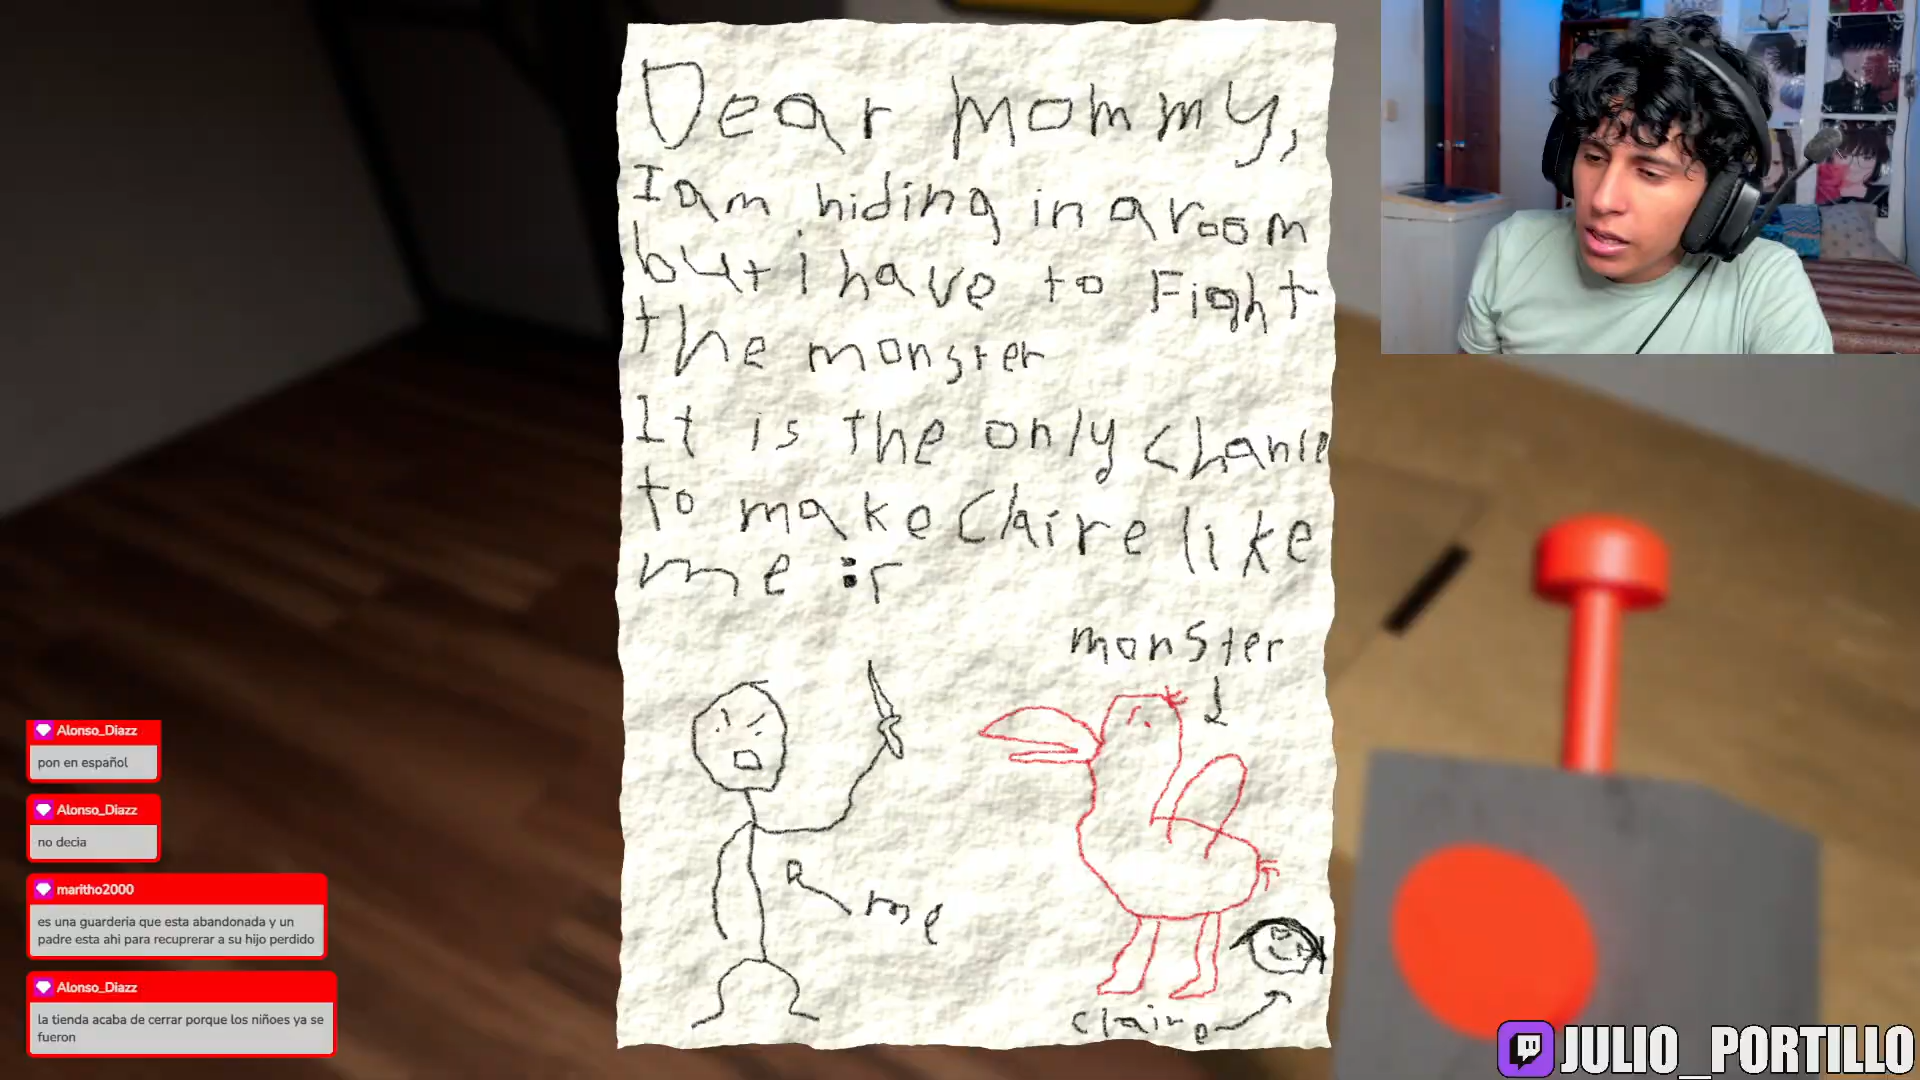 Dear mommy,
I am hiding in a room
but i have to Fight
the monster
It is the only chance
to make Claire like
me :r
monster
me
claire
Alonso_Diazz
pon en español
Alonso_Diazz
no decia
maritho2000
es una guarderia que esta abandonada y un
padre esta ahi para recuprerar a su hijo perdido
Alonso_Diazz
la tienda acaba de cerrar porque los niñoes ya se
fueron
JULIO_PORTILLO